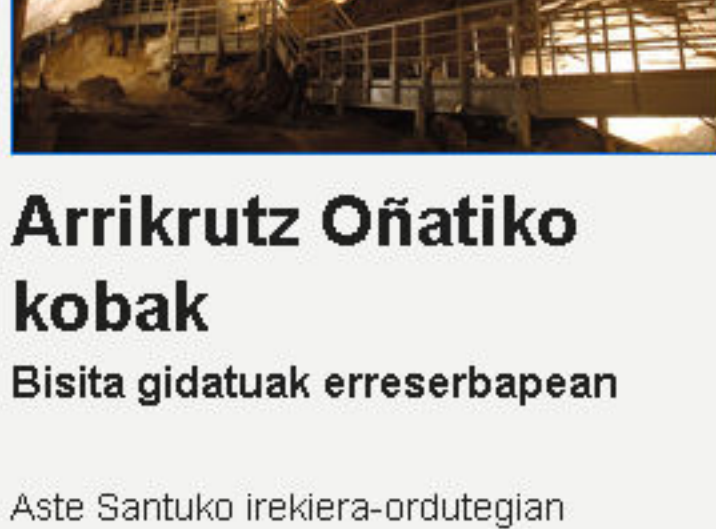 Arrikrutz Oñatiko
kobak
Bisita gidatuak erreserbapean
Aste Santuko irekiera-ordutegian